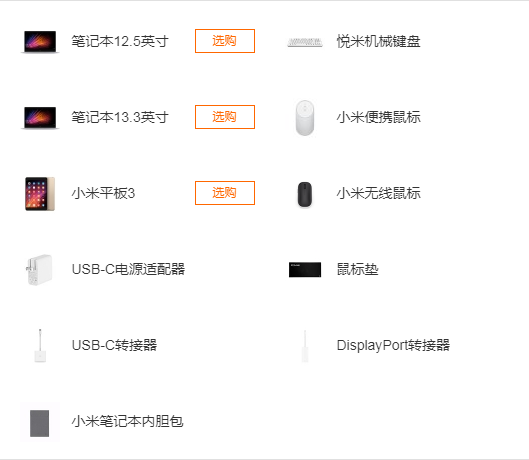 笔记本12.5英寸
选购
悦米机械键盘
笔记本13.3英寸
选购
小米便携鼠标
小米平板3
选购
小米无线鼠标
USB-C电源适配器
鼠标垫
USB-C转接器
DisplayPort转接器
小米笔记本内胆包